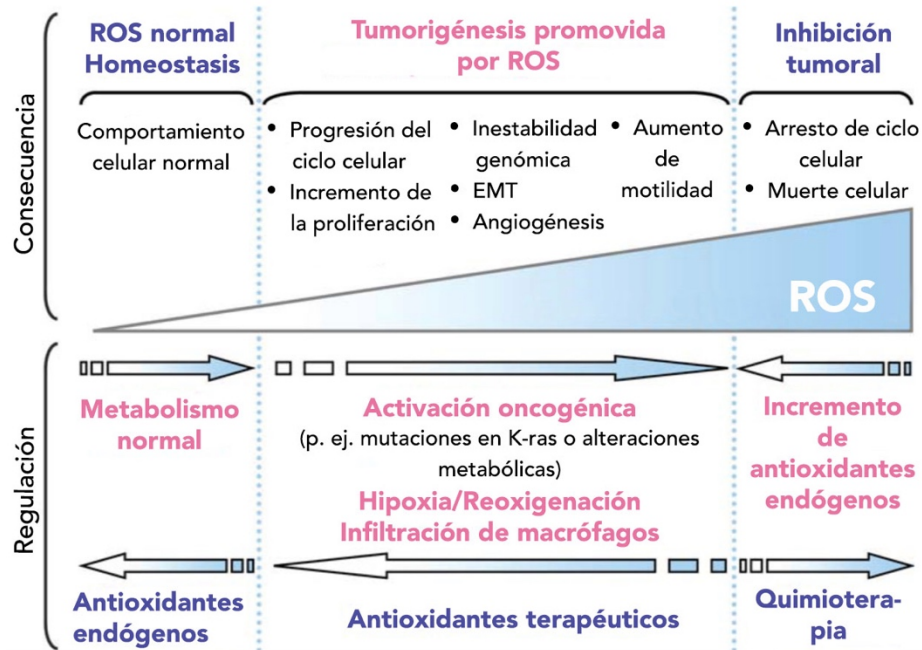 Consecuencia
ROS normal
Homeostasis
Comportamiento
celular normal
Tumorigénesis promovida
por ROS
• Progresión del
ciclo celular
• Incremento de
la proliferación
• Inestabilidad
genómica
• EMT
• Angiogénesis
• Aumento
de
motilidad
Inhibición
tumoral
• Arresto de ciclo
celular
• Muerte celular
ROS
Regulación
Metabolismo
normal
Activación oncogénica
(p. ej. mutaciones en K-ras o alteraciones
metabólicas)
Hipoxia/Reoxigenación
Infiltración de macrófagos
Incremento
de
antioxidantes
endógenos
Antioxidantes
endógenos
Antioxidantes terapéuticos
Quimiotera-
pia